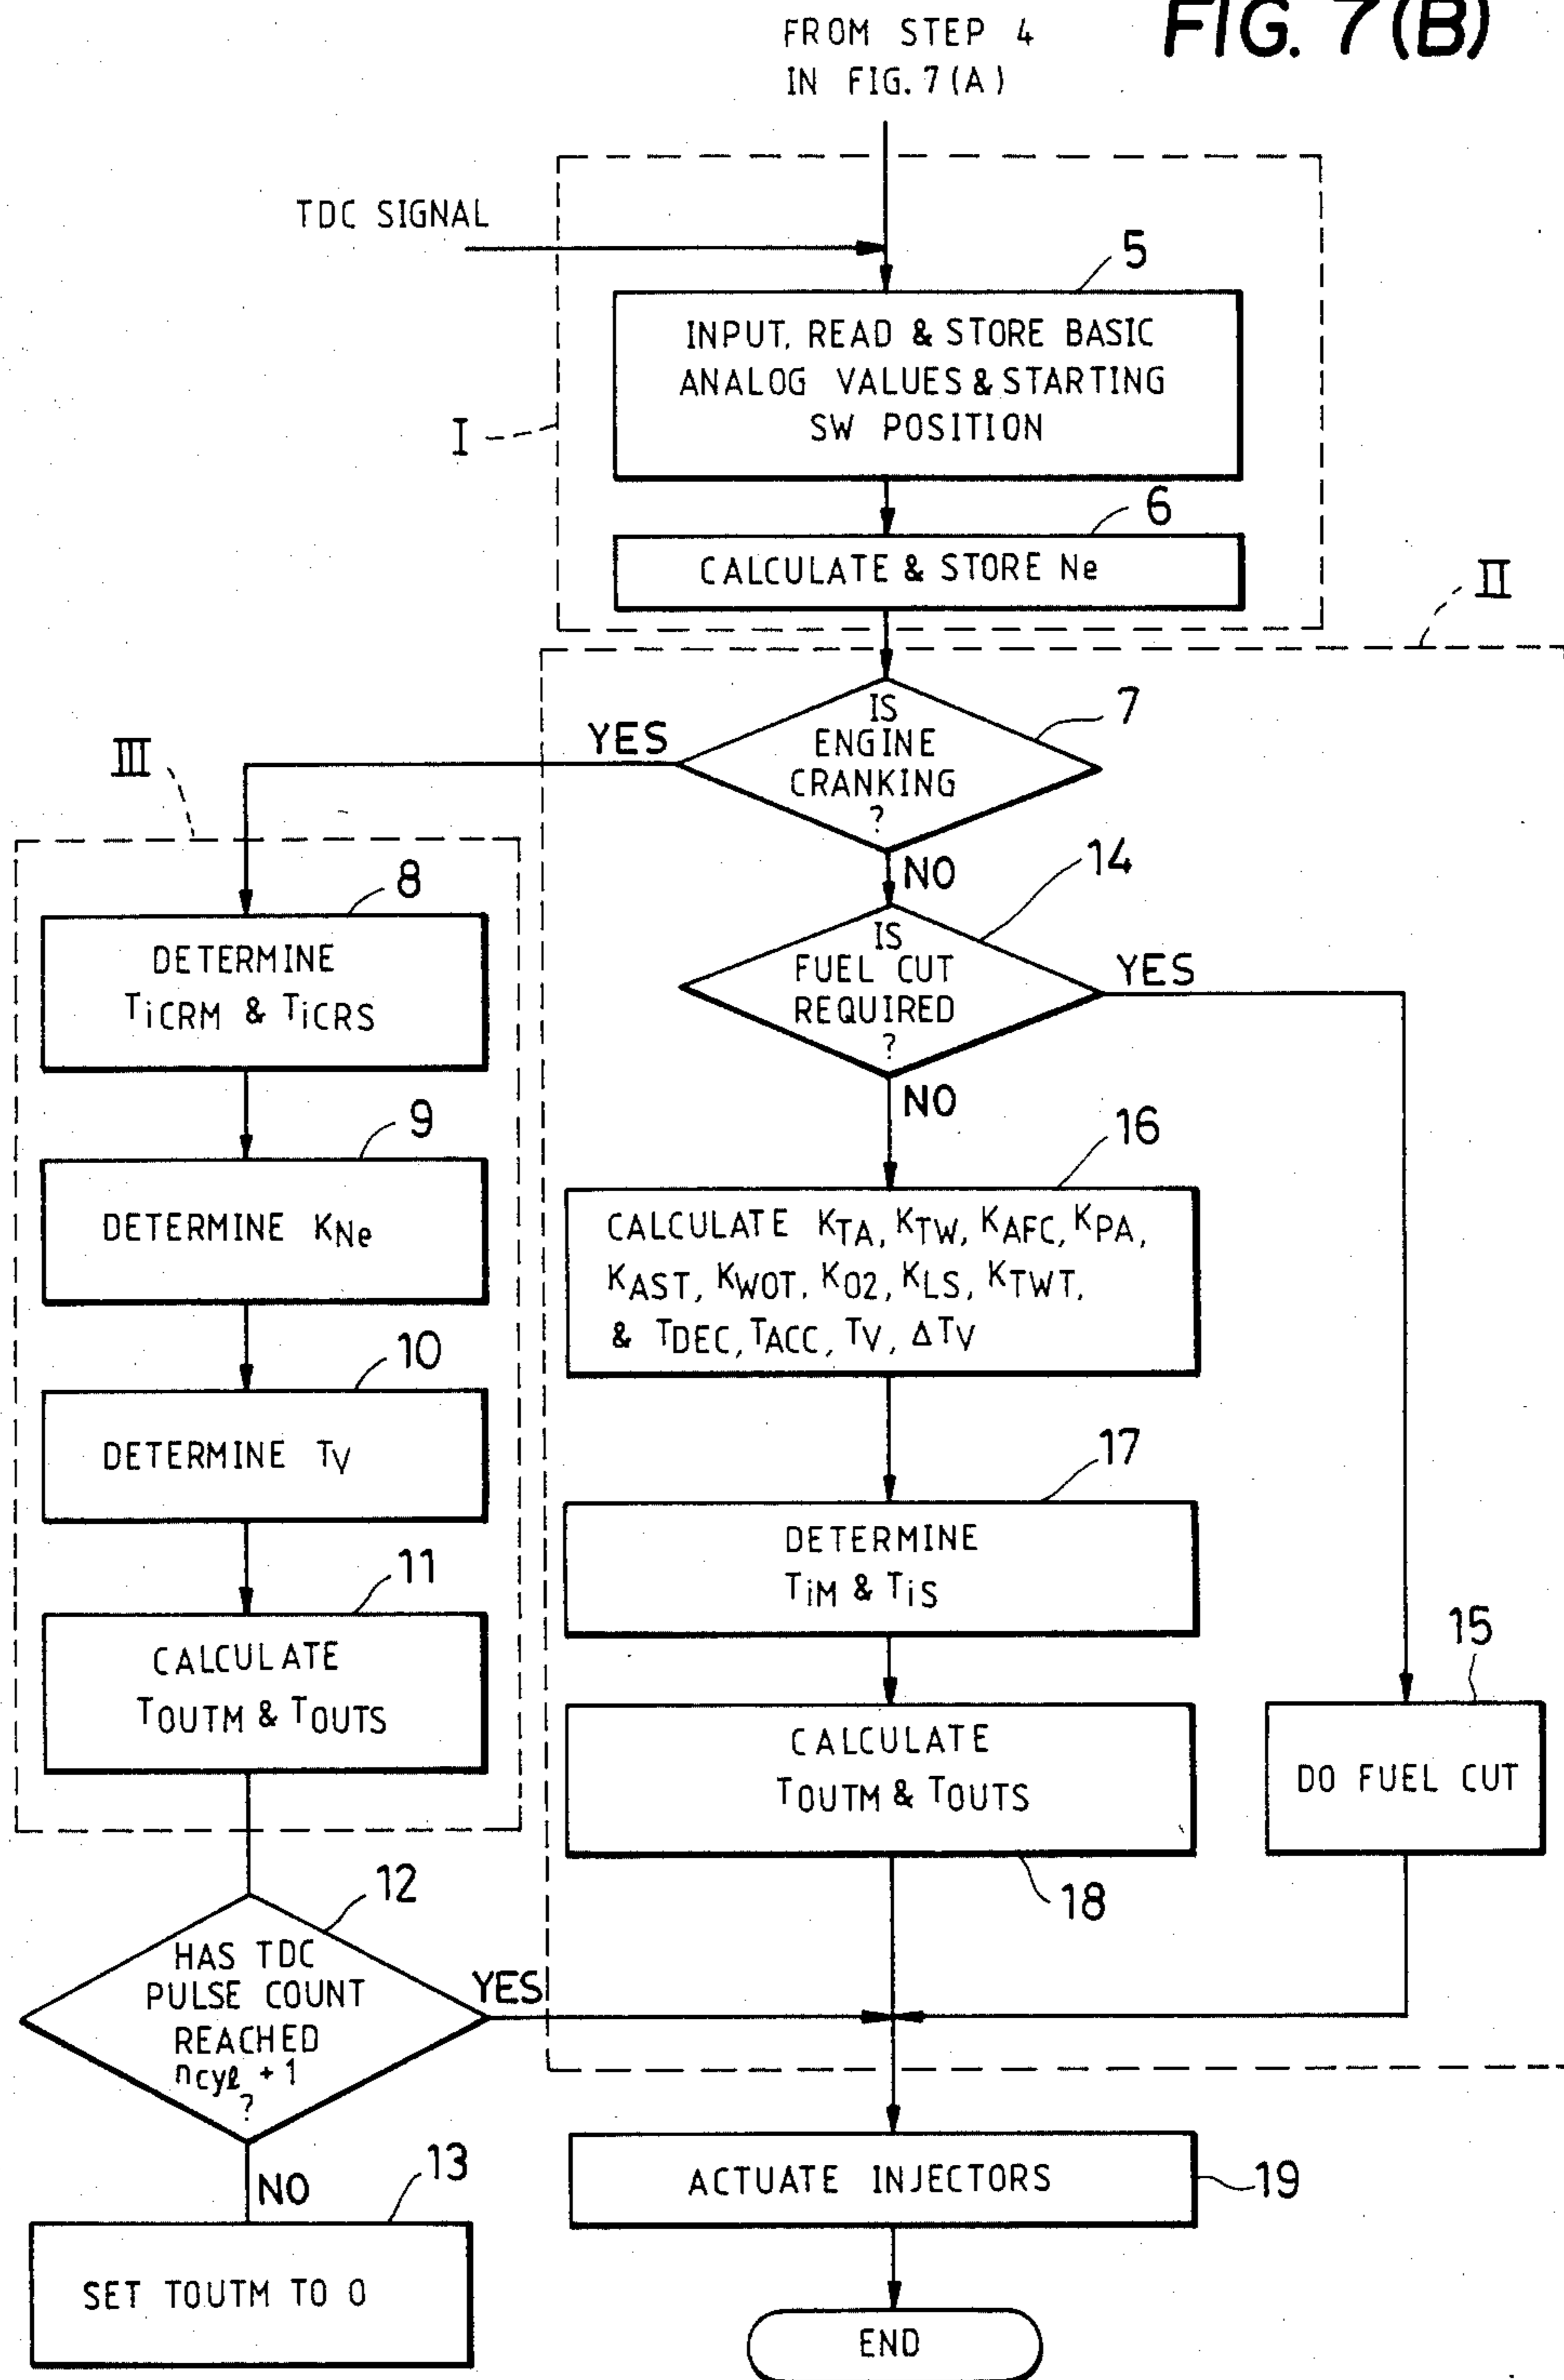 FIG. 7(B)
FROM STEP 4
IN FIG. 7(A)
TDC SIGNAL
5
INPUT, READ & STORE BASIC
ANALOG VALUES & STARTING
SW POSITION
I
6
CALCULATE & STORE Ne
II
IS
ENGINE
CRANKING
?
7
YES
III
NO
14
8
DETERMINE
TiCRM & TiCRS
IS
FUEL CUT
REQUIRED
?
YES
NO
9
DETERMINE KNe
16
CALCULATE KTA, KTW, KAFC, KPA,
KAST, KWOT, KO2, KLS, KTWT,
& TDEC, TACC, TV, ΔTV
10
DETERMINE TV
17
DETERMINE
TiM & TiS
11
CALCULATE
TOUTM & TOUTS
15
DO FUEL CUT
CALCULATE
TOUTM & TOUTS
18
12
HAS TDC
PULSE COUNT
REACHED
ncyl + 1
?
YES
NO
13
SET TOUTM TO 0
ACTUATE INJECTORS
19
END